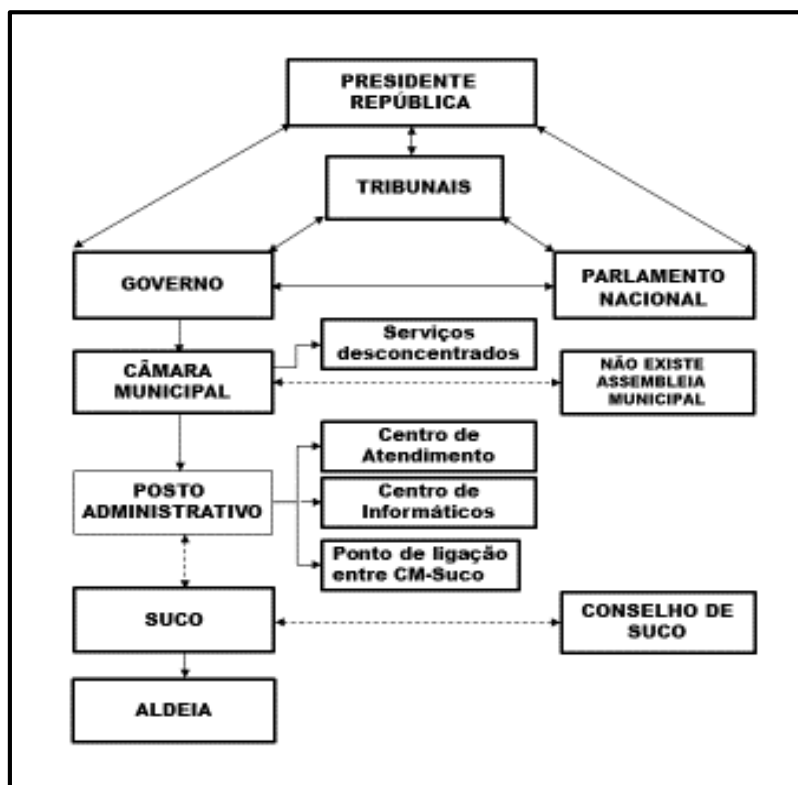 PRESIDENTE
REPÚBLICA
TRIBUNAIS
GOVERNO
PARLAMENTO
NACIONAL
Serviços
desconcentrados
CÂMARA
MUNICIPAL
NÃO EXISTE
ASSEMBLEIA
MUNICIPAL
Centro de
Atendimento
POSTO
ADMINISTRATIVO
Centro de
Informáticos
Ponto de ligação
entre CM-Suco
SUCO
CONSELHO DE
SUCO
ALDEIA